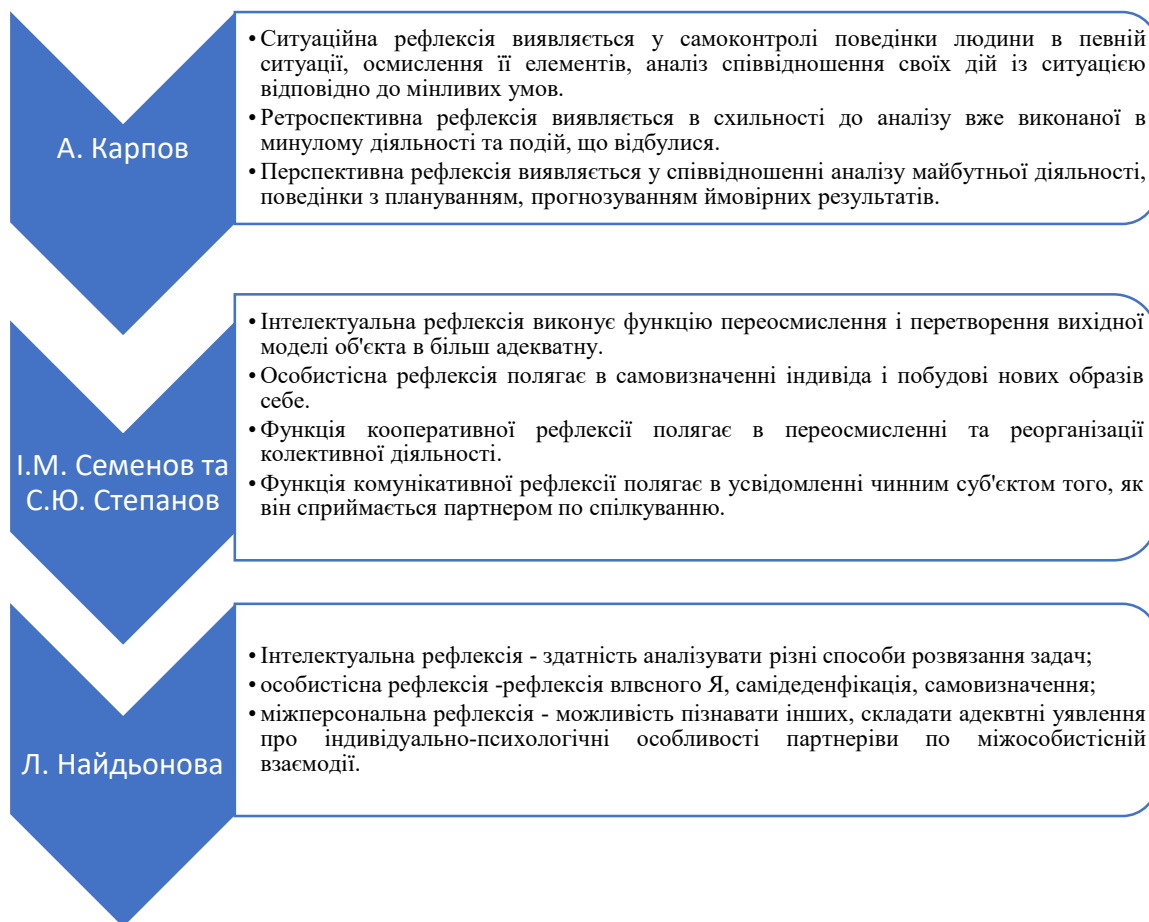 А. Карпов
• Ситуаційна рефлексія виявляється у самоконтролі поведінки людини в певній
ситуації, осмислення її елементів, аналіз співвідношення своїх дій із ситуацією
відповідно до мінливих умов.
• Ретроспективна рефлексія виявляється в схильності до аналізу вже виконаної в
минулому діяльності та подій, що відбулися.
• Перспективна рефлексія виявляється у співвідношенні аналізу майбутньої діяльності,
поведінки з плануванням, прогнозуванням ймовірних результатів.
І.М. Семенов та
С.Ю. Степанов
• Інтелектуальна рефлексія виконує функцію переосмислення і перетворення вихідної
моделі об'єкта в більш адекватну.
• Особистісна рефлексія полягає в самовизначенні індивіда і побудові нових образів
себе.
• Функція кооперативної рефлексії полягає в переосмисленні та реорганізації
колективної діяльності.
• Функція комунікативної рефлексії полягає в усвідомленні чинним суб'єктом того, як
він сприймається партнером по спілкуванню.
Л. Найдьонова
• Інтелектуальна рефлексія - здатність аналізувати різні способи розвязання задач;
• особистісна рефлексія -рефлексія влвсного Я, самідеденфікація, самовизначення;
• міжперсональна рефлексія - можливість пізнавати інших, складати адеквтні уявлення
про індивідуально-психологічні особливості партнеріви по міжособистісній
взаємодії.